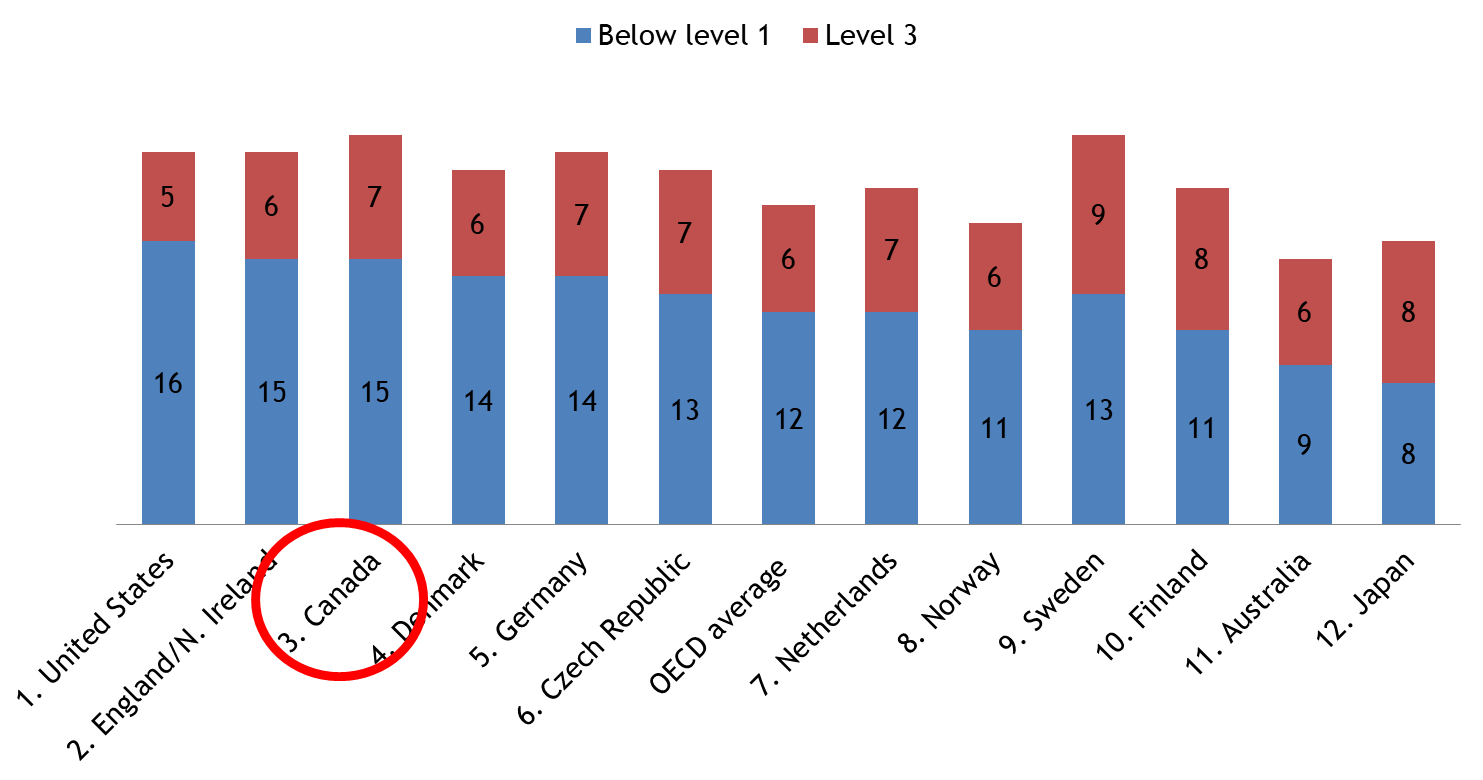 Below level 1 Level 3
5 6 7 6 7 7 6 7 6 9 8 6 8
16 15 15 14 14 13 12 12 11 13 11 9 8
1. United States
2. England/N. Ireland
3. Canada
4. Denmark
5. Germany
6. Czech Republic
OECD average
7. Netherlands
8. Norway
9. Sweden
10. Finland
11. Australia
12. Japan